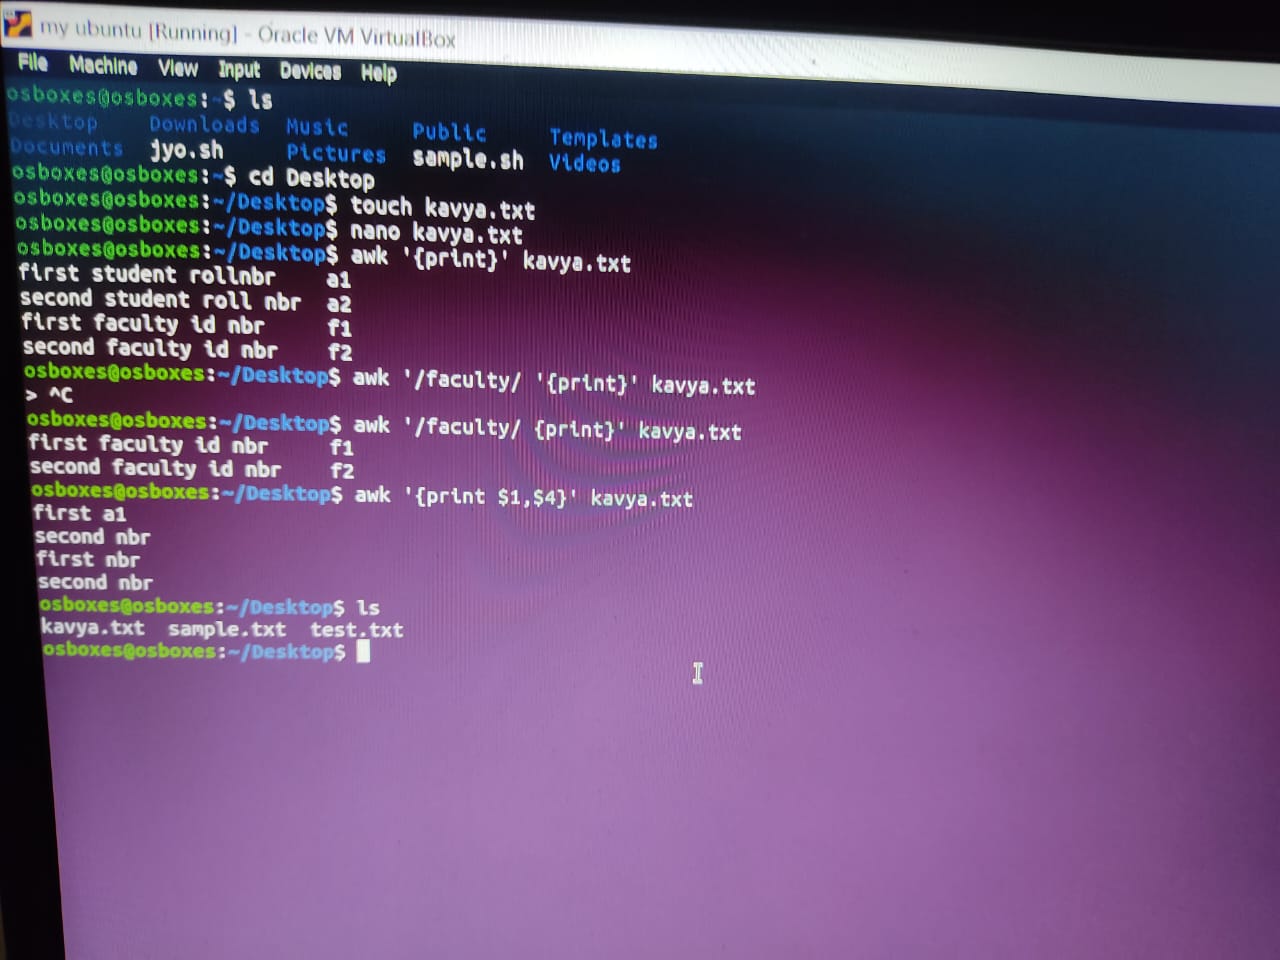 my ubuntu [Running] - Oracle VM VirtualBox
File Machine View Input Devices Help
osboxes@osboxes:~$ ls
Desktop Downloads Music Public Templates
Documents jyo.sh Pictures sample.sh Videos
osboxes@osboxes:~$ cd Desktop
osboxes@osboxes:~/Desktop$ touch kavya.txt
osboxes@osboxes:~/Desktop$ nano kavya.txt
osboxes@osboxes:~/Desktop$ awk '{print}' kavya.txt
first student rollnbr a1
second student roll nbr a2
first faculty id nbr f1
second faculty id nbr f2
osboxes@osboxes:~/Desktop$ awk '/faculty/ '{print}' kavya.txt
> ^C
osboxes@osboxes:~/Desktop$ awk '/faculty/ {print}' kavya.txt
first faculty id nbr f1
second faculty id nbr f2
osboxes@osboxes:~/Desktop$ awk '{print $1,$4}' kavya.txt
first a1
second nbr
first nbr
second nbr
osboxes@osboxes:~/Desktop$ ls
kavya.txt sample.txt test.txt
osboxes@osboxes:~/Desktop$